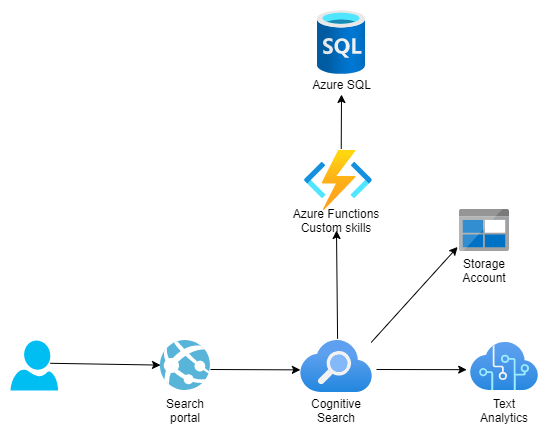 SQL
Azure SQL
Azure Functions
Custom skills
Storage
Account
Search
portal
Cognitive
Search
Text
Analytics